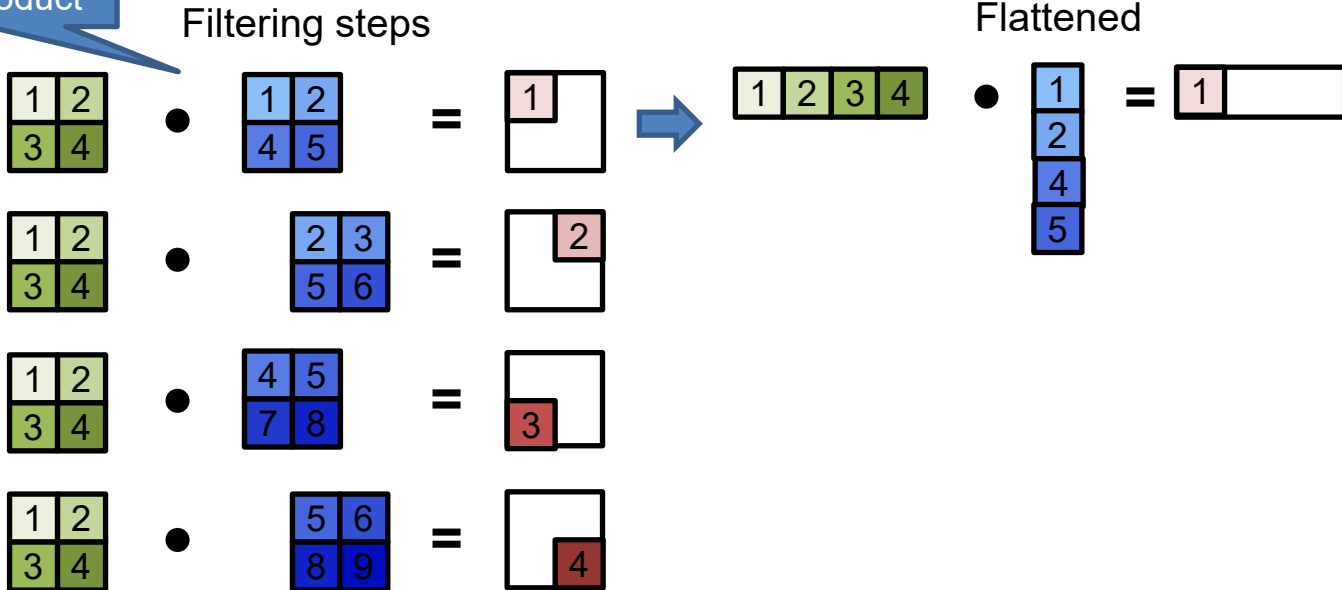 oduct
Filtering steps
Flattened
1 2 • 1 2 = 1
3 4 4 5
1 2 3 4 • 1 = 1
2
4
5
1 2 • 2 3 = 2
3 4 5 6
1 2 • 4 5 = 3
3 4 7 8
1 2 • 5 6 = 4
3 4 8 9